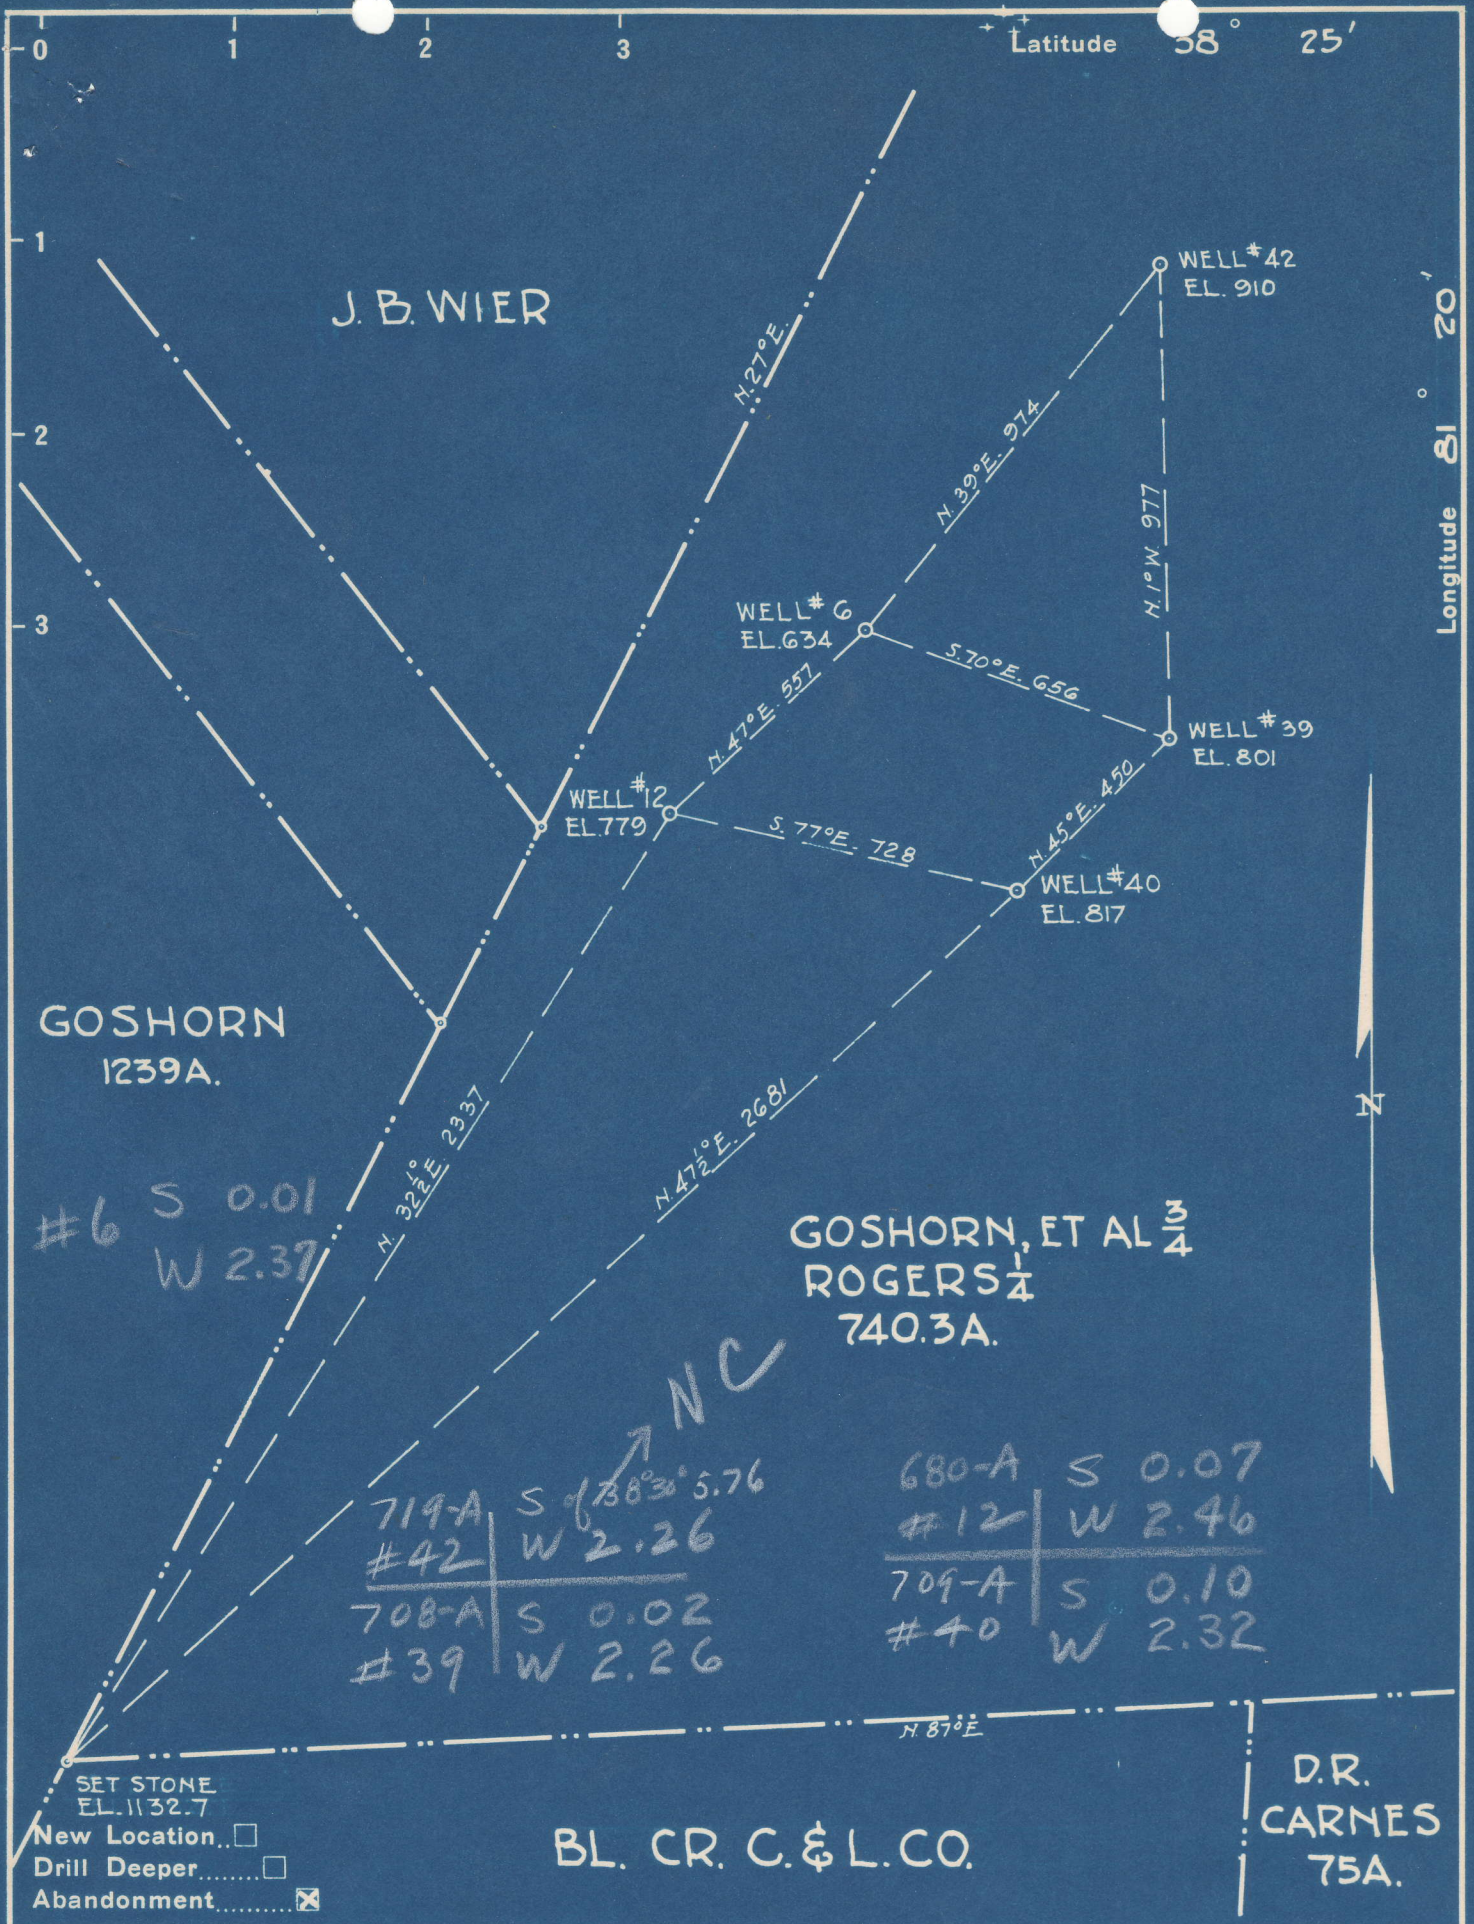 0 1 2 3
Latitude 38° 25'
1
2
3
Longitude 81° 20'
J. B. WIER
N. 27° E.
WELL #42
EL. 910
N. 39° E. 974
N. 1° W. 977
WELL # 6
EL. 634
S. 70° E. 656
N. 47° E. 557
WELL #39
EL. 801
WELL #12
EL. 779
S. 77° E. 728
N. 45° E. 450
WELL #40
EL. 817
GOSHORN
1239A.
N. 32 1/2° E. 2337
N. 47 1/2° E. 2681
N
#6 S 0.01
W 2.37
GOSHORN, ET AL 3/4
ROGERS 1/4
740.3A.
NC
719-A S of 38°30' 5.76
#42 W 2.26
708-A S 0.02
#39 W 2.26
680-A S 0.07
#12 W 2.46
709-A S 0.10
#40 W 2.32
N. 87° E
SET STONE
EL. 1132.7
New Location..☐
Drill Deeper........☐
Abandonment..........☒
BL. CR. C. & L. CO.
D.R.
CARNES
75A.